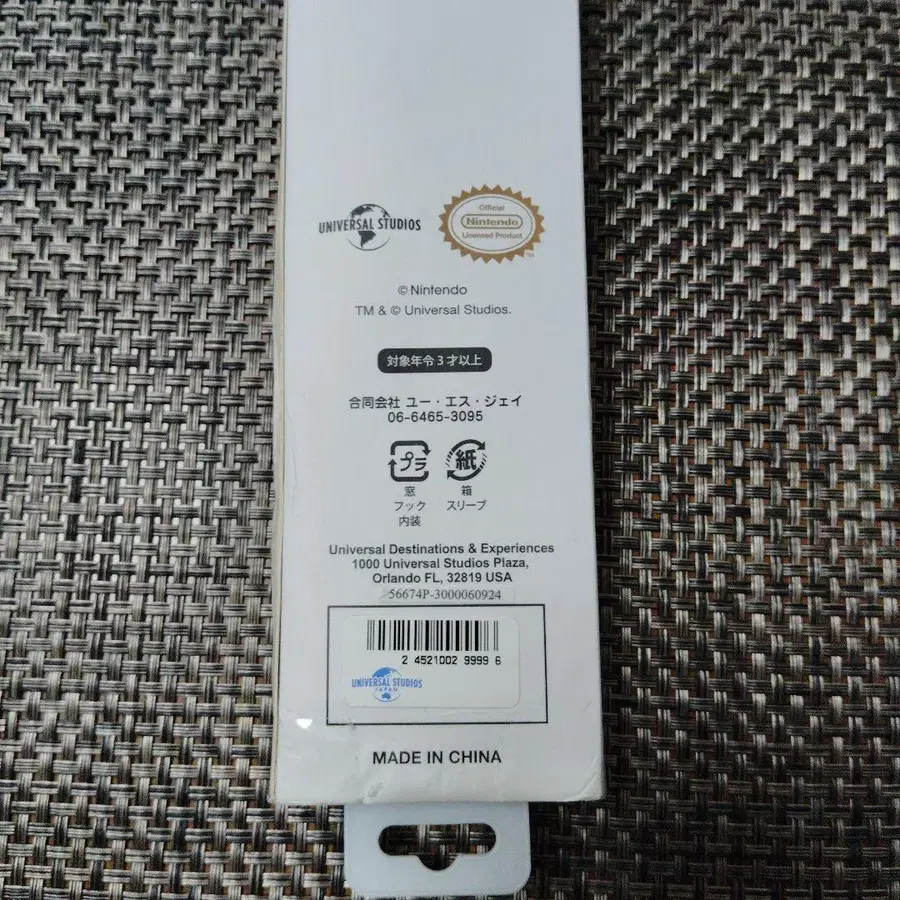 UNIVERSAL STUDIOS
Official
Nintendo
Licensed Product
TM
©Nintendo
TM & © Universal Studios.
対象年令3才以上
合同会社 ユー・エス・ジェイ
06-6465-3095
プラ
紙
窓
フック
内装
箱
スリーブ
Universal Destinations & Experiences
1000 Universal Studios Plaza,
Orlando FL, 32819 USA
56674P-3000060924
2 4521002 9999 6
UNIVERSAL STUDIOS
JAPAN
MADE IN CHINA